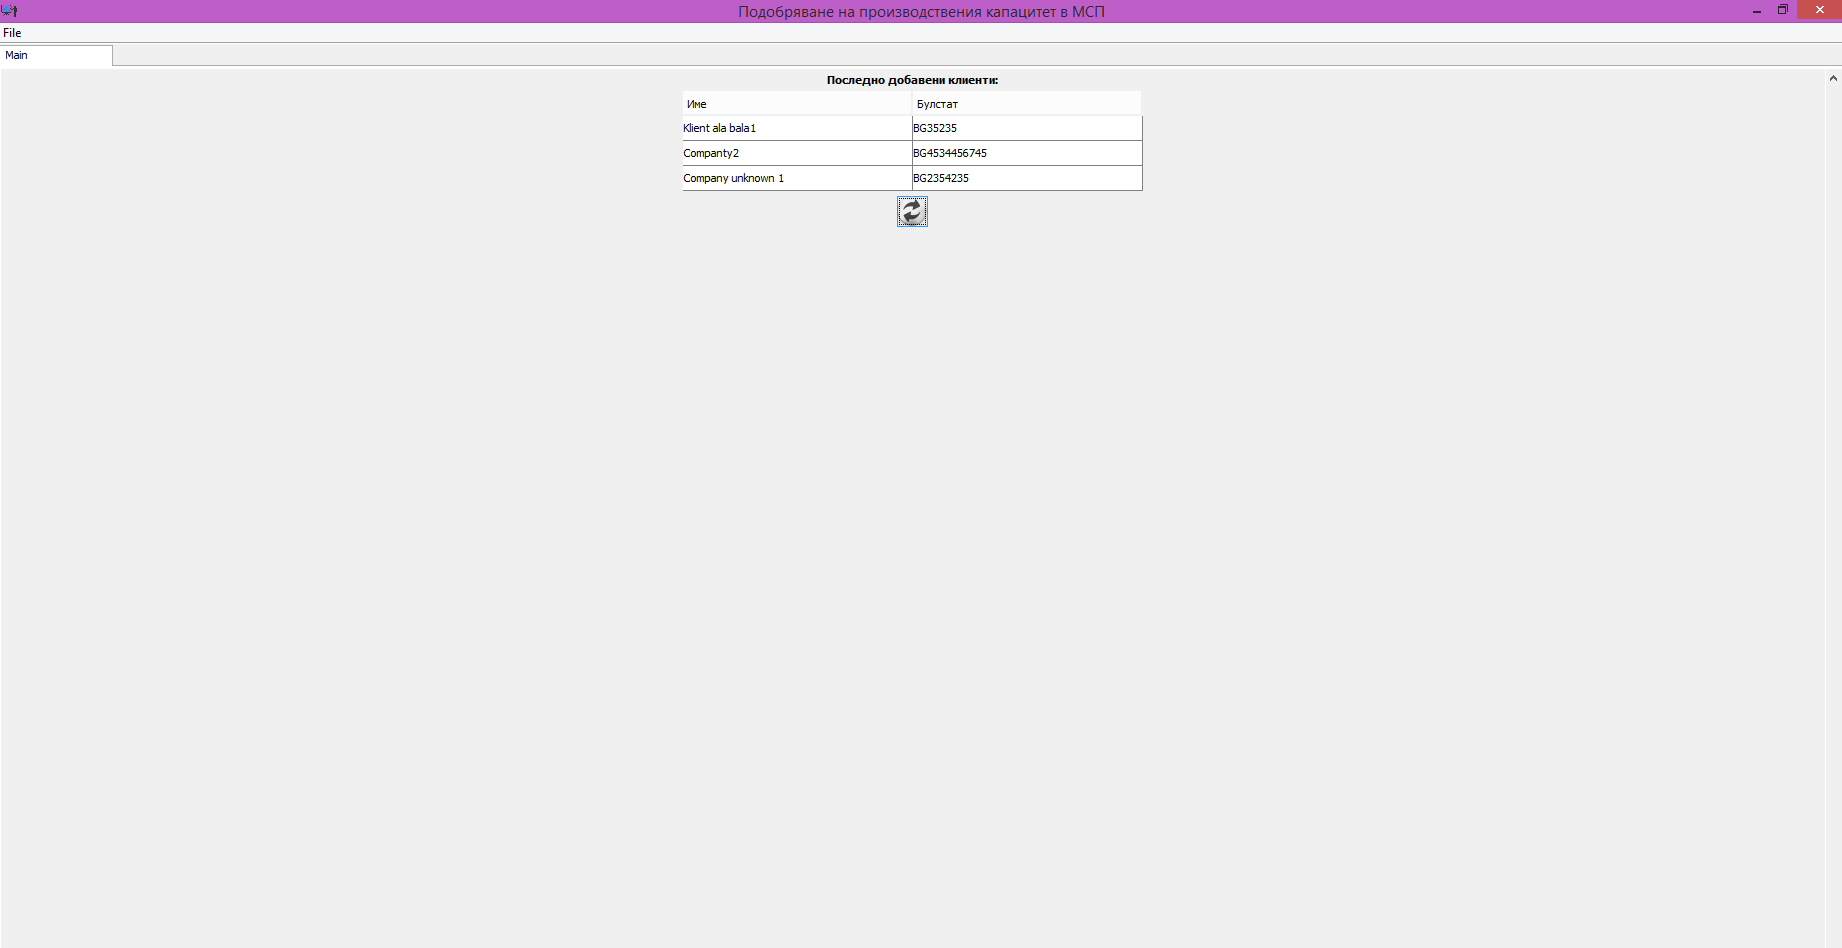 Подобряване на производствения капацитет в МСП
File
Main
Последно добавени клиенти:
Име Булстат
Klient ala bala1 BG35235
Companty2 BG4534456745
Company unknown 1 BG2354235